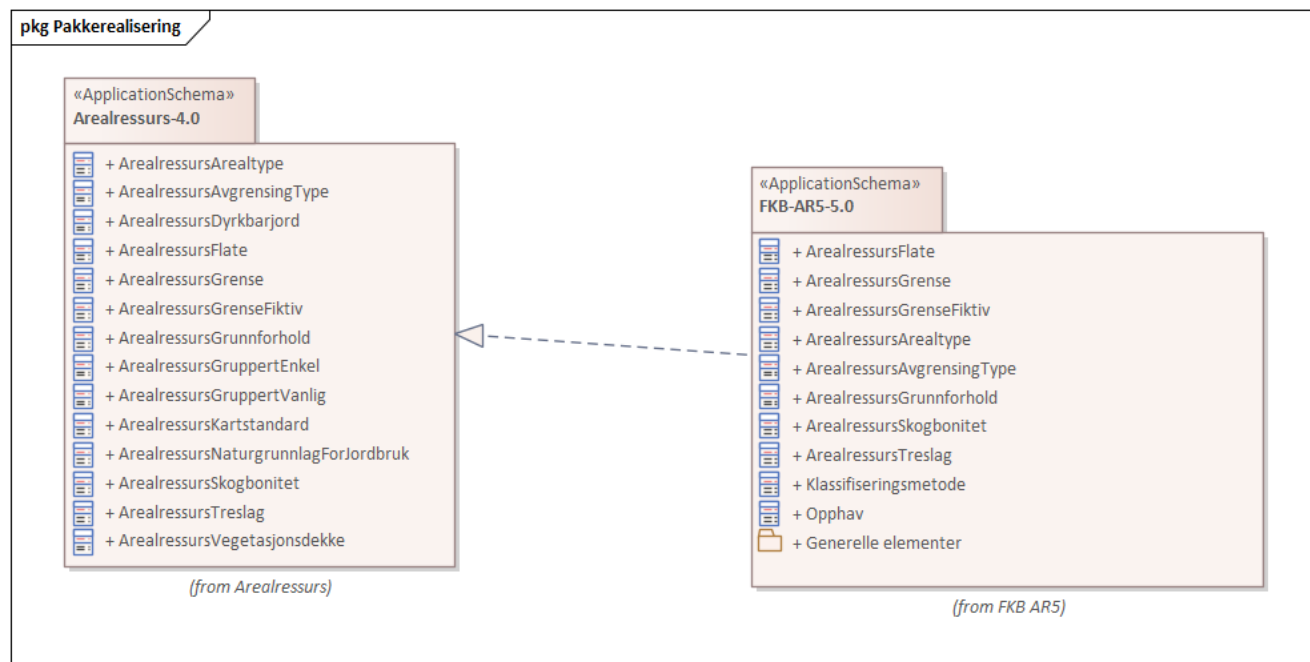 pkg Pakkerealisering
«ApplicationSchema»
Arealressurs-4.0
+ ArealressursArealtype
+ ArealressursAvgrensingType
+ ArealressursDyrkbarjord
+ ArealressursFlate
+ ArealressursGrense
+ ArealressursGrenseFiktiv
+ ArealressursGrunnforhold
+ ArealressursGruppertEnkel
+ ArealressursGruppertVanlig
+ ArealressursKartstandard
+ ArealressursNaturgrunnlagForJordbruk
+ ArealressursSkogbonitet
+ ArealressursTreslag
+ ArealressursVegetasjonsdekke
(from Arealressurs)
«ApplicationSchema»
FKB-AR5-5.0
+ ArealressursFlate
+ ArealressursGrense
+ ArealressursGrenseFiktiv
+ ArealressursArealtype
+ ArealressursAvgrensingType
+ ArealressursGrunnforhold
+ ArealressursSkogbonitet
+ ArealressursTreslag
+ Klassifiseringsmetode
+ Opphav
+ Generelle elementer
(from FKB AR5)